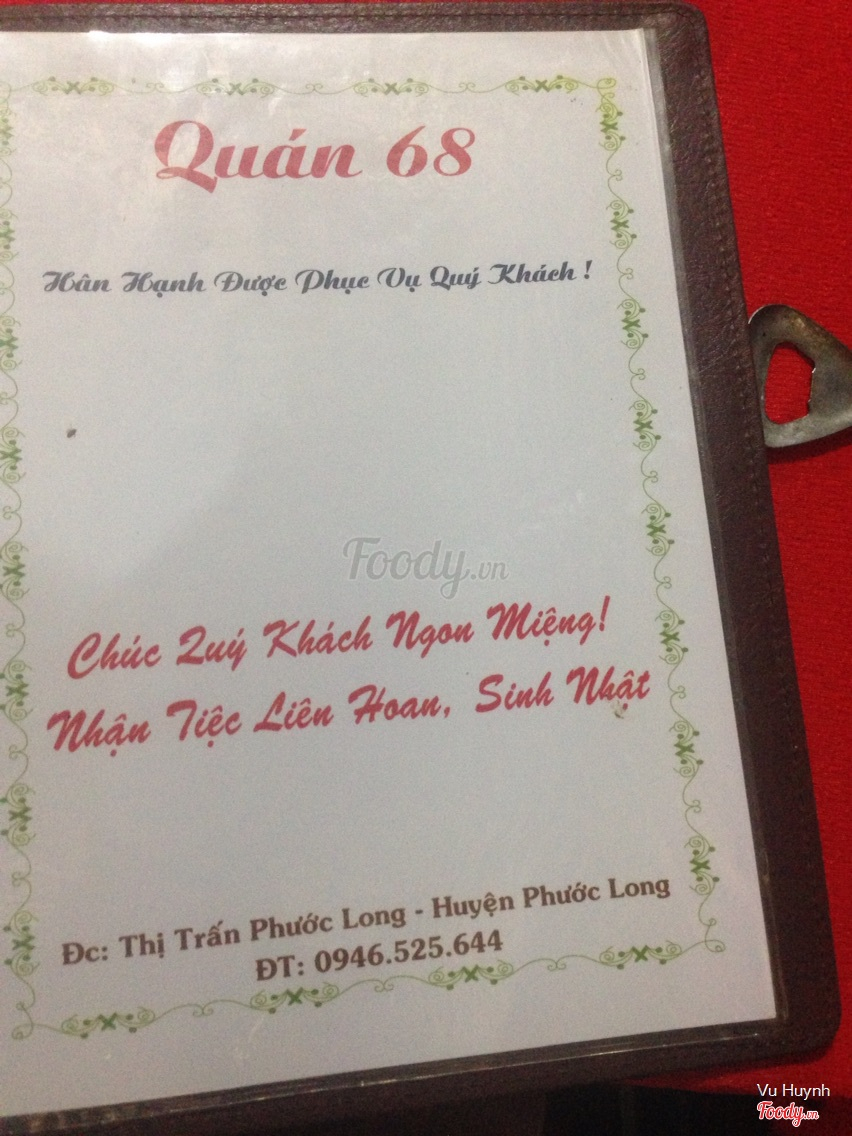 Quán 68
Hân Hạnh Được Phục Vụ Quý Khách !
Foody.vn
Chúc Quý Khách Ngon Miệng!
Nhận Tiệc Liên Hoan, Sinh Nhật
Đc: Thị Trấn Phước Long - Huyện Phước Long
ĐT: 0946.525.644
Vu Huynh
Foody.vn